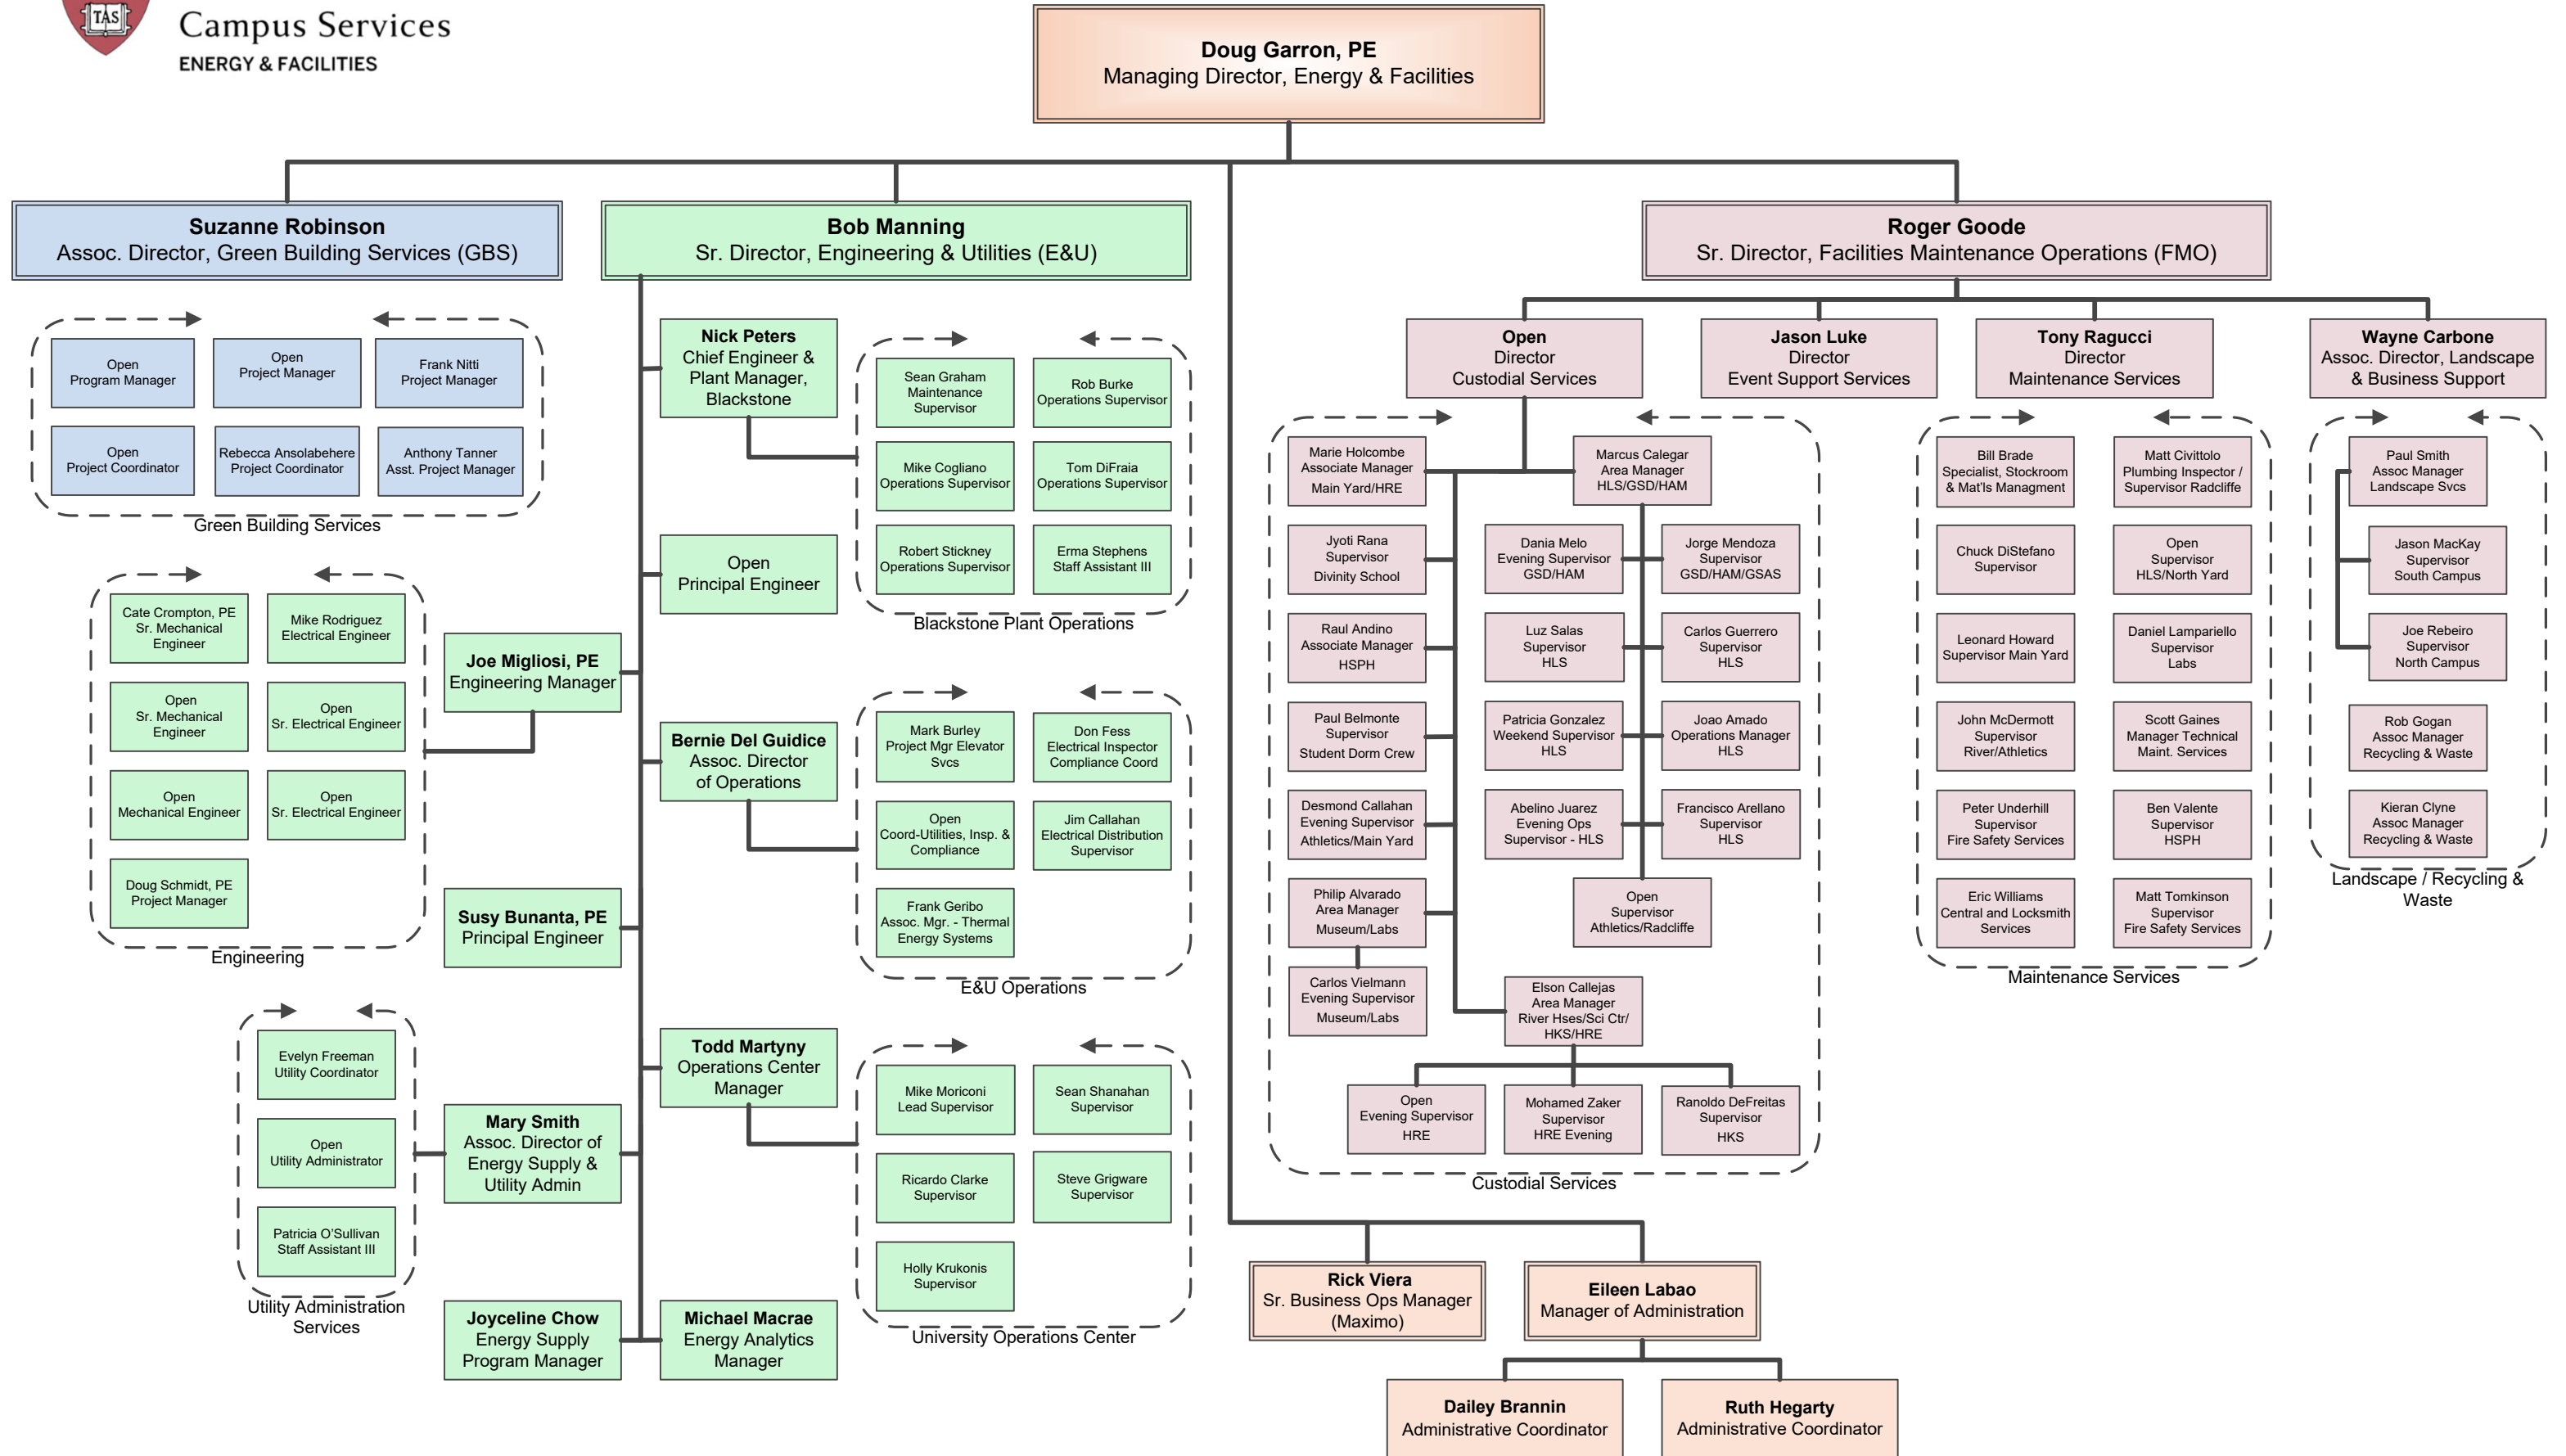 TAS
Campus Services
ENERGY & FACILITIES
Doug Garron, PE
Managing Director, Energy & Facilities
Suzanne Robinson
Assoc. Director, Green Building Services (GBS)
Bob Manning
Sr. Director, Engineering & Utilities (E&U)
Roger Goode
Sr. Director, Facilities Maintenance Operations (FMO)
Open
Program Manager
Open
Project Manager
Frank Nitti
Project Manager
Open
Project Coordinator
Rebecca Ansolabehere
Project Coordinator
Anthony Tanner
Asst. Project Manager
Green Building Services
Cate Crompton, PE
Sr. Mechanical
Engineer
Mike Rodriguez
Electrical Engineer
Open
Sr. Mechanical
Engineer
Open
Sr. Electrical Engineer
Open
Mechanical Engineer
Open
Sr. Electrical Engineer
Doug Schmidt, PE
Project Manager
Engineering
Joe Migliosi, PE
Engineering Manager
Susy Bunanta, PE
Principal Engineer
Evelyn Freeman
Utility Coordinator
Open
Utility Administrator
Patricia O'Sullivan
Staff Assistant III
Utility Administration
Services
Mary Smith
Assoc. Director of
Energy Supply &
Utility Admin
Joyceline Chow
Energy Supply
Program Manager
Nick Peters
Chief Engineer &
Plant Manager,
Blackstone
Open
Principal Engineer
Bernie Del Guidice
Assoc. Director
of Operations
Todd Martyny
Operations Center
Manager
Michael Macrae
Energy Analytics
Manager
Sean Graham
Maintenance
Supervisor
Rob Burke
Operations Supervisor
Mike Cogliano
Operations Supervisor
Tom DiFraia
Operations Supervisor
Robert Stickney
Operations Supervisor
Erma Stephens
Staff Assistant III
Blackstone Plant Operations
Mark Burley
Project Mgr Elevator
Svcs
Don Fess
Electrical Inspector
Compliance Coord
Open
Coord-Utilities, Insp. &
Compliance
Jim Callahan
Electrical Distribution
Supervisor
Frank Geribo
Assoc. Mgr. - Thermal
Energy Systems
E&U Operations
Mike Moriconi
Lead Supervisor
Sean Shanahan
Supervisor
Ricardo Clarke
Supervisor
Steve Grigware
Supervisor
Holly Krukonis
Supervisor
University Operations Center
Open
Director
Custodial Services
Jason Luke
Director
Event Support Services
Tony Ragucci
Director
Maintenance Services
Wayne Carbone
Assoc. Director, Landscape
& Business Support
Marie Holcombe
Associate Manager
Main Yard/HRE
Marcus Calegar
Area Manager
HLS/GSD/HAM
Jyoti Rana
Supervisor
Divinity School
Dania Melo
Evening Supervisor
GSD/HAM
Jorge Mendoza
Supervisor
GSD/HAM/GSAS
Raul Andino
Associate Manager
HSPH
Luz Salas
Supervisor
HLS
Carlos Guerrero
Supervisor
HLS
Paul Belmonte
Supervisor
Student Dorm Crew
Patricia Gonzalez
Weekend Supervisor
HLS
Joao Amado
Operations Manager
HLS
Desmond Callahan
Evening Supervisor
Athletics/Main Yard
Abelino Juarez
Evening Ops
Supervisor - HLS
Francisco Arellano
Supervisor
HLS
Philip Alvarado
Area Manager
Museum/Labs
Open
Supervisor
Athletics/Radcliffe
Carlos Vielmann
Evening Supervisor
Museum/Labs
Elson Callejas
Area Manager
River Hses/Sci Ctr/
HKS/HRE
Open
Evening Supervisor
HRE
Mohamed Zaker
Supervisor
HRE Evening
Ranoldo DeFreitas
Supervisor
HKS
Custodial Services
Bill Brade
Specialist, Stockroom
& Mat'ls Managment
Matt Civittolo
Plumbing Inspector /
Supervisor Radcliffe
Chuck DiStefano
Supervisor
Open
Supervisor
HLS/North Yard
Leonard Howard
Supervisor Main Yard
Daniel Lampariello
Supervisor
Labs
John McDermott
Supervisor
River/Athletics
Scott Gaines
Manager Technical
Maint. Services
Peter Underhill
Supervisor
Fire Safety Services
Ben Valente
Supervisor
HSPH
Eric Williams
Central and Locksmith
Services
Matt Tomkinson
Supervisor
Fire Safety Services
Maintenance Services
Paul Smith
Assoc Manager
Landscape Svcs
Jason MacKay
Supervisor
South Campus
Joe Rebeiro
Supervisor
North Campus
Rob Gogan
Assoc Manager
Recycling & Waste
Kieran Clyne
Assoc Manager
Recycling & Waste
Landscape / Recycling &
Waste
Rick Viera
Sr. Business Ops Manager
(Maximo)
Eileen Labao
Manager of Administration
Dailey Brannin
Administrative Coordinator
Ruth Hegarty
Administrative Coordinator